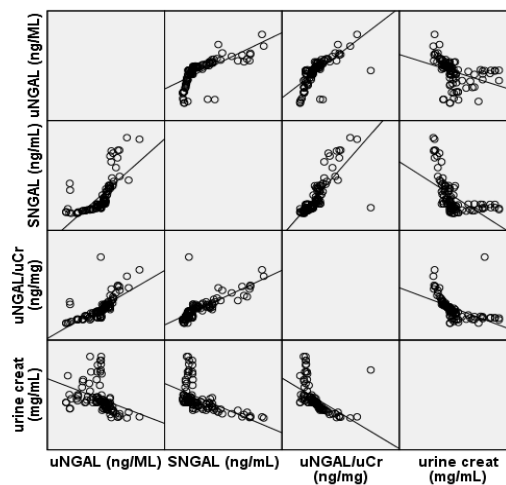 uNGAL (ng/ML)
SNGAL (ng/mL)
uNGAL/uCr
(ng/mg)
urine creat
(mg/mL)
uNGAL (ng/ML)
SNGAL (ng/mL)
uNGAL/uCr
(ng/mg)
urine creat
(mg/mL)